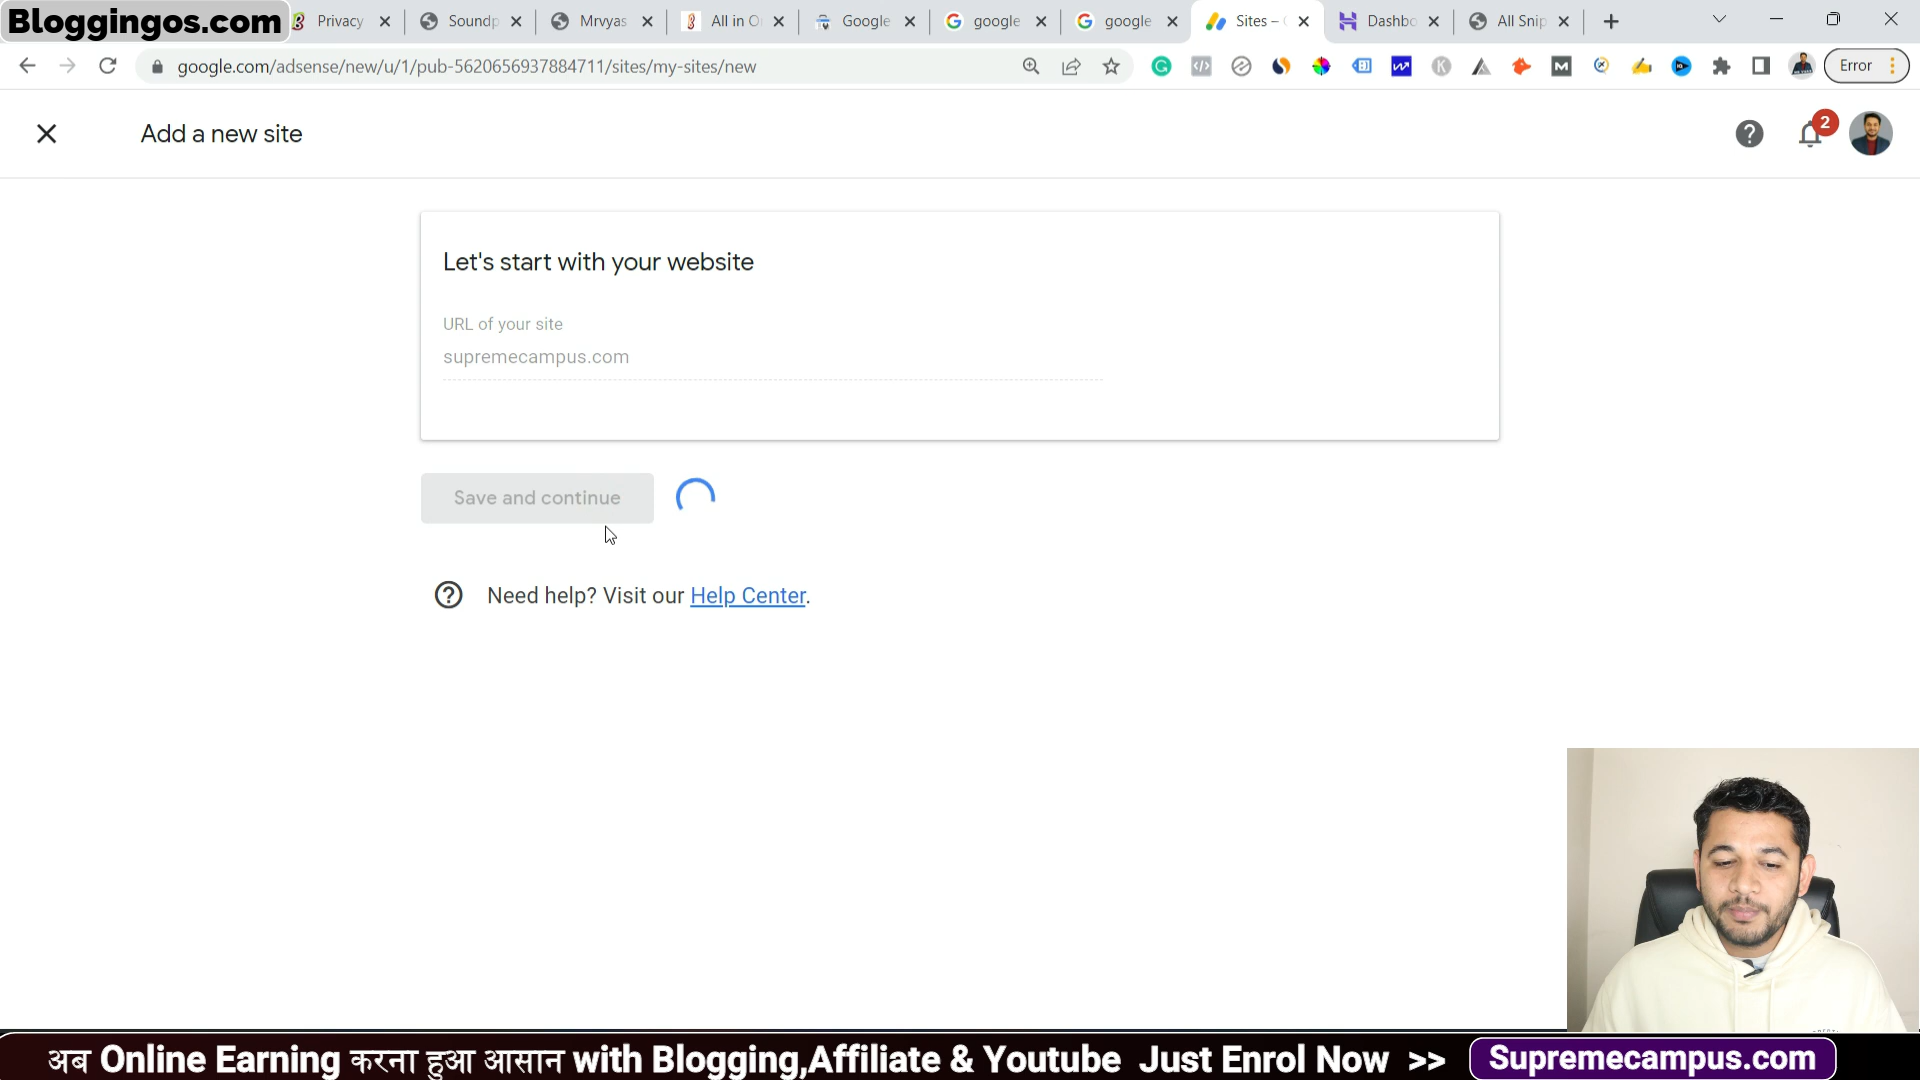 Bloggingos.com
Privacy
Soundp
Mrvyas
All in O
Google
google
google
Sites – G
Dashbo
All Snip
google.com/adsense/new/u/1/pub-5620656937884711/sites/my-sites/new
Error
Add a new site
2
Let's start with your website
URL of your site
supremecampus.com
Save and continue
Need help? Visit our Help Center.
अब Online Earning करना हुआ आसान with Blogging,Affiliate & Youtube Just Enrol Now >> Supremecampus.com